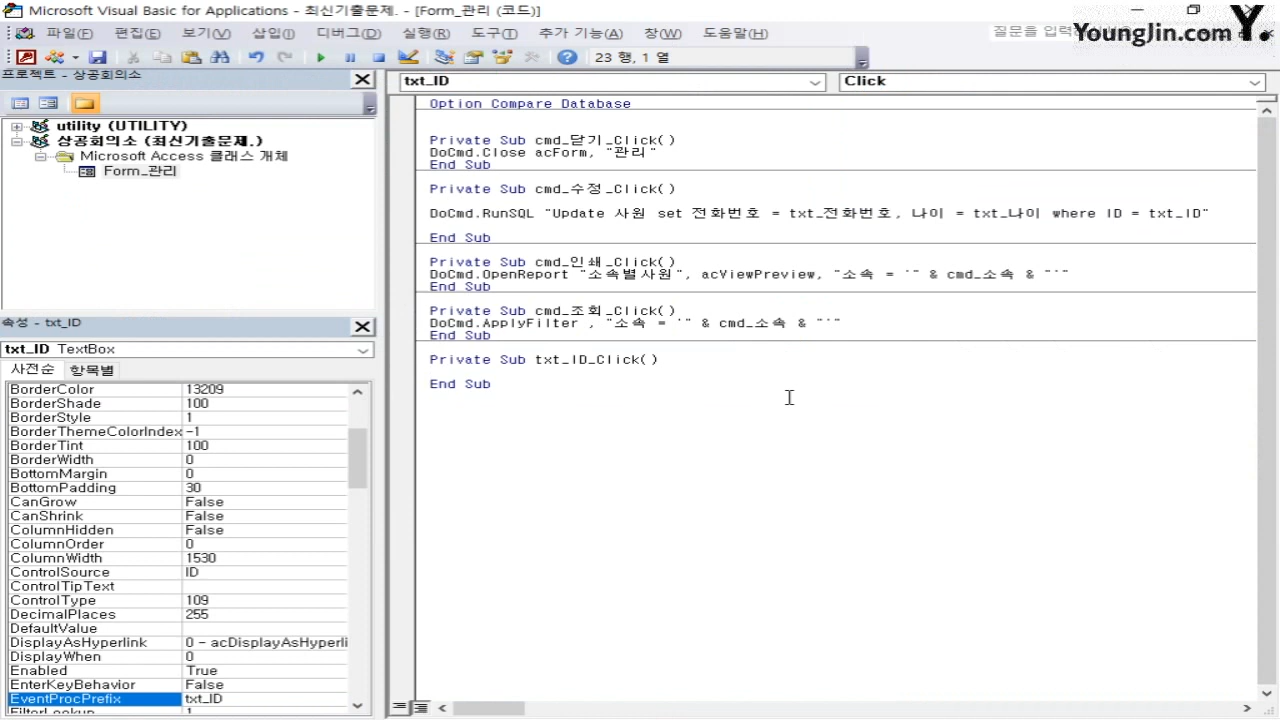 Microsoft Visual Basic for Applications - 최신기출문제. - [Form_관리 (코드)]
파일(F) 편집(E) 보기(V) 삽입(I) 디버그(D) 실행(R) 도구(T) 추가 기능(A) 창(W) 도움말(H)
질문을 입력
YoungJin.com Y.
23 행, 1 열
프로젝트 - 상공회의소
utility (UTILITY)
상공회의소 (최신기출문제.)
Microsoft Access 클래스 개체
Form_관리
속성 - txt_ID
txt_ID TextBox
사전순 항목별
BorderColor 13209
BorderShade 100
BorderStyle 1
BorderThemeColorIndex -1
BorderTint 100
BorderWidth 0
BottomMargin 0
BottomPadding 30
CanGrow False
CanShrink False
ColumnHidden False
ColumnOrder 0
ColumnWidth 1530
ControlSource ID
ControlTipText
ControlType 109
DecimalPlaces 255
DefaultValue
DisplayAsHyperlink 0 - acDisplayAsHyperli
DisplayWhen 0
Enabled True
EnterKeyBehavior False
EventProcPrefix txt_ID
FilterLookup 1
txt_ID Click
Option Compare Database
Private Sub cmd_닫기_Click()
DoCmd.Close acForm, "관리"
End Sub
Private Sub cmd_수정_Click()
DoCmd.RunSQL "Update 사원 set 전화번호 = txt_전화번호, 나이 = txt_나이 where ID = txt_ID"
End Sub
Private Sub cmd_인쇄_Click()
DoCmd.OpenReport "소속별사원", acViewPreview, "소속 = '" & cmd_소속 & "'"
End Sub
Private Sub cmd_조회_Click()
DoCmd.ApplyFilter , "소속 = '" & cmd_소속 & "'"
End Sub
Private Sub txt_ID_Click()
End Sub